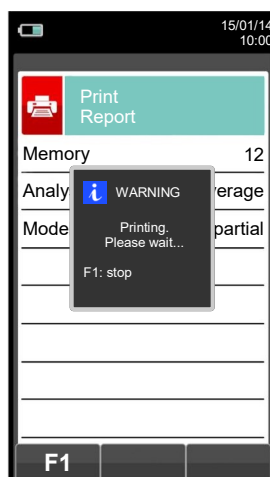 15/01/14
10:00
Print
Report
Memory 12
Analy verage
Mode partial
WARNING
Printing.
Please wait...
F1: stop
F1